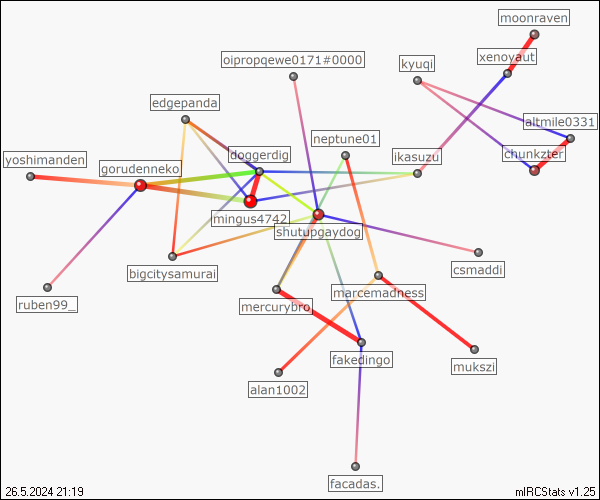 moonraven
oipropqewe0171#0000
kyuqi
xenoyaut
edgepanda
altmile0331
neptune01
yoshimanden
gorudenneko
doggerdig
ikasuzu
chunkzter
mingus4742
shutupgaydog
bigcitysamurai
csmaddi
ruben99_
mercurybro
marcemadness
fakedingo
mukszi
alan1002
facadas.
26.5.2024 21:19
mIRCStats v1.25